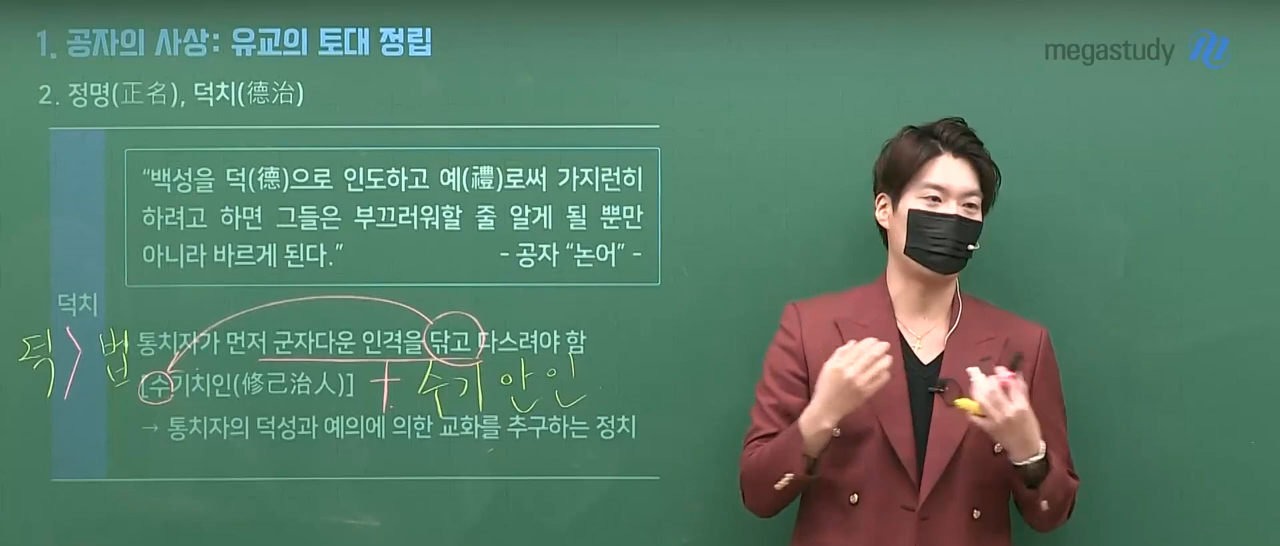 1. 공자의 사상: 유교의 토대 정립
megastudy
2. 정명(正名), 덕치(德治)
“백성을 덕(德)으로 인도하고 예(禮)로써 가지런히
하려고 하면 그들은 부끄러워할 줄 알게 될 뿐만
아니라 바르게 된다.” - 공자 “논어” -
덕치
덕 > 법
통치자가 먼저 군자다운 인격을 닦고 다스려야 함
[수기치인(修己治人)] + 수기안인
→ 통치자의 덕성과 예의에 의한 교화를 추구하는 정치